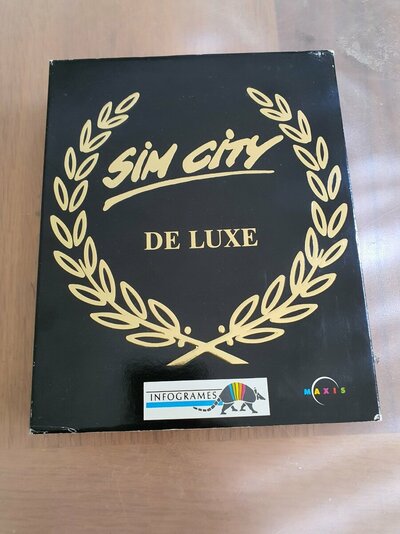 SIM CITY
DE LUXE
INFOGRAMES
MAXIS